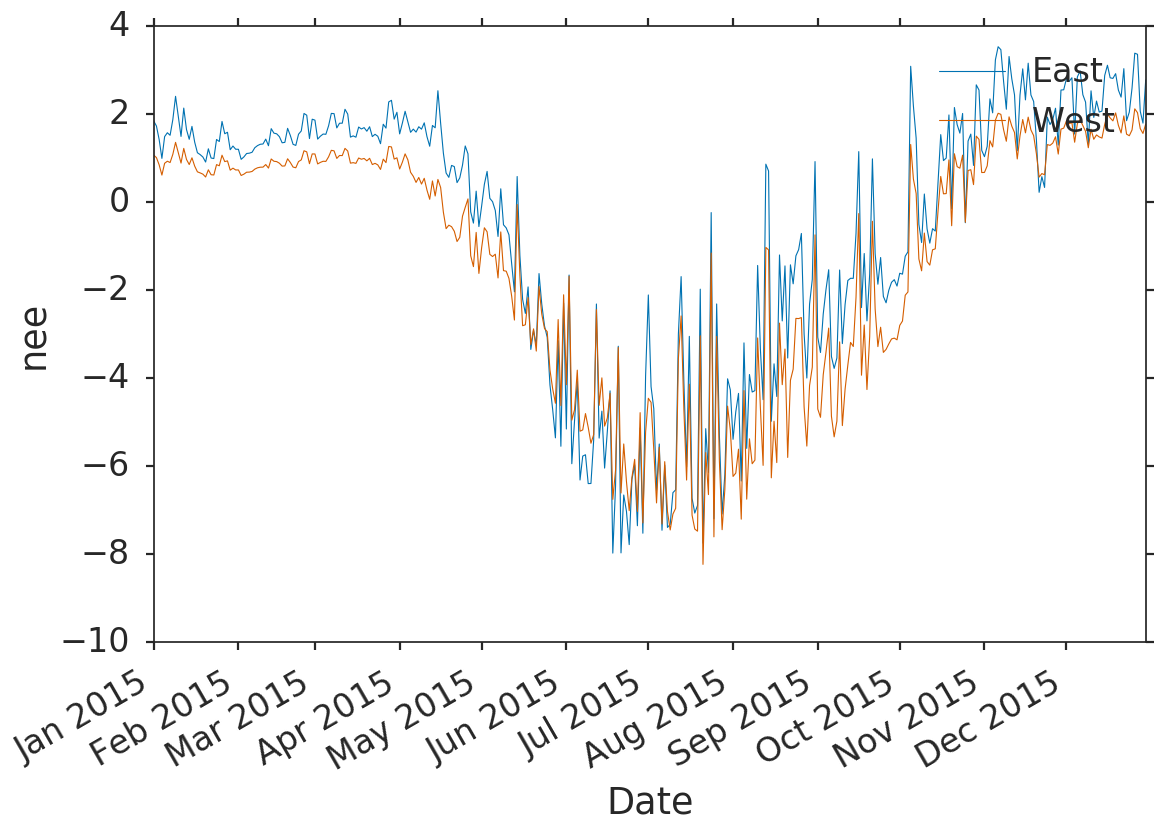 4
2
0
−2
−4
−6
−8
−10
nee
East
West
Jan 2015
Feb 2015
Mar 2015
Apr 2015
May 2015
Jun 2015
Jul 2015
Aug 2015
Sep 2015
Oct 2015
Nov 2015
Dec 2015
Date